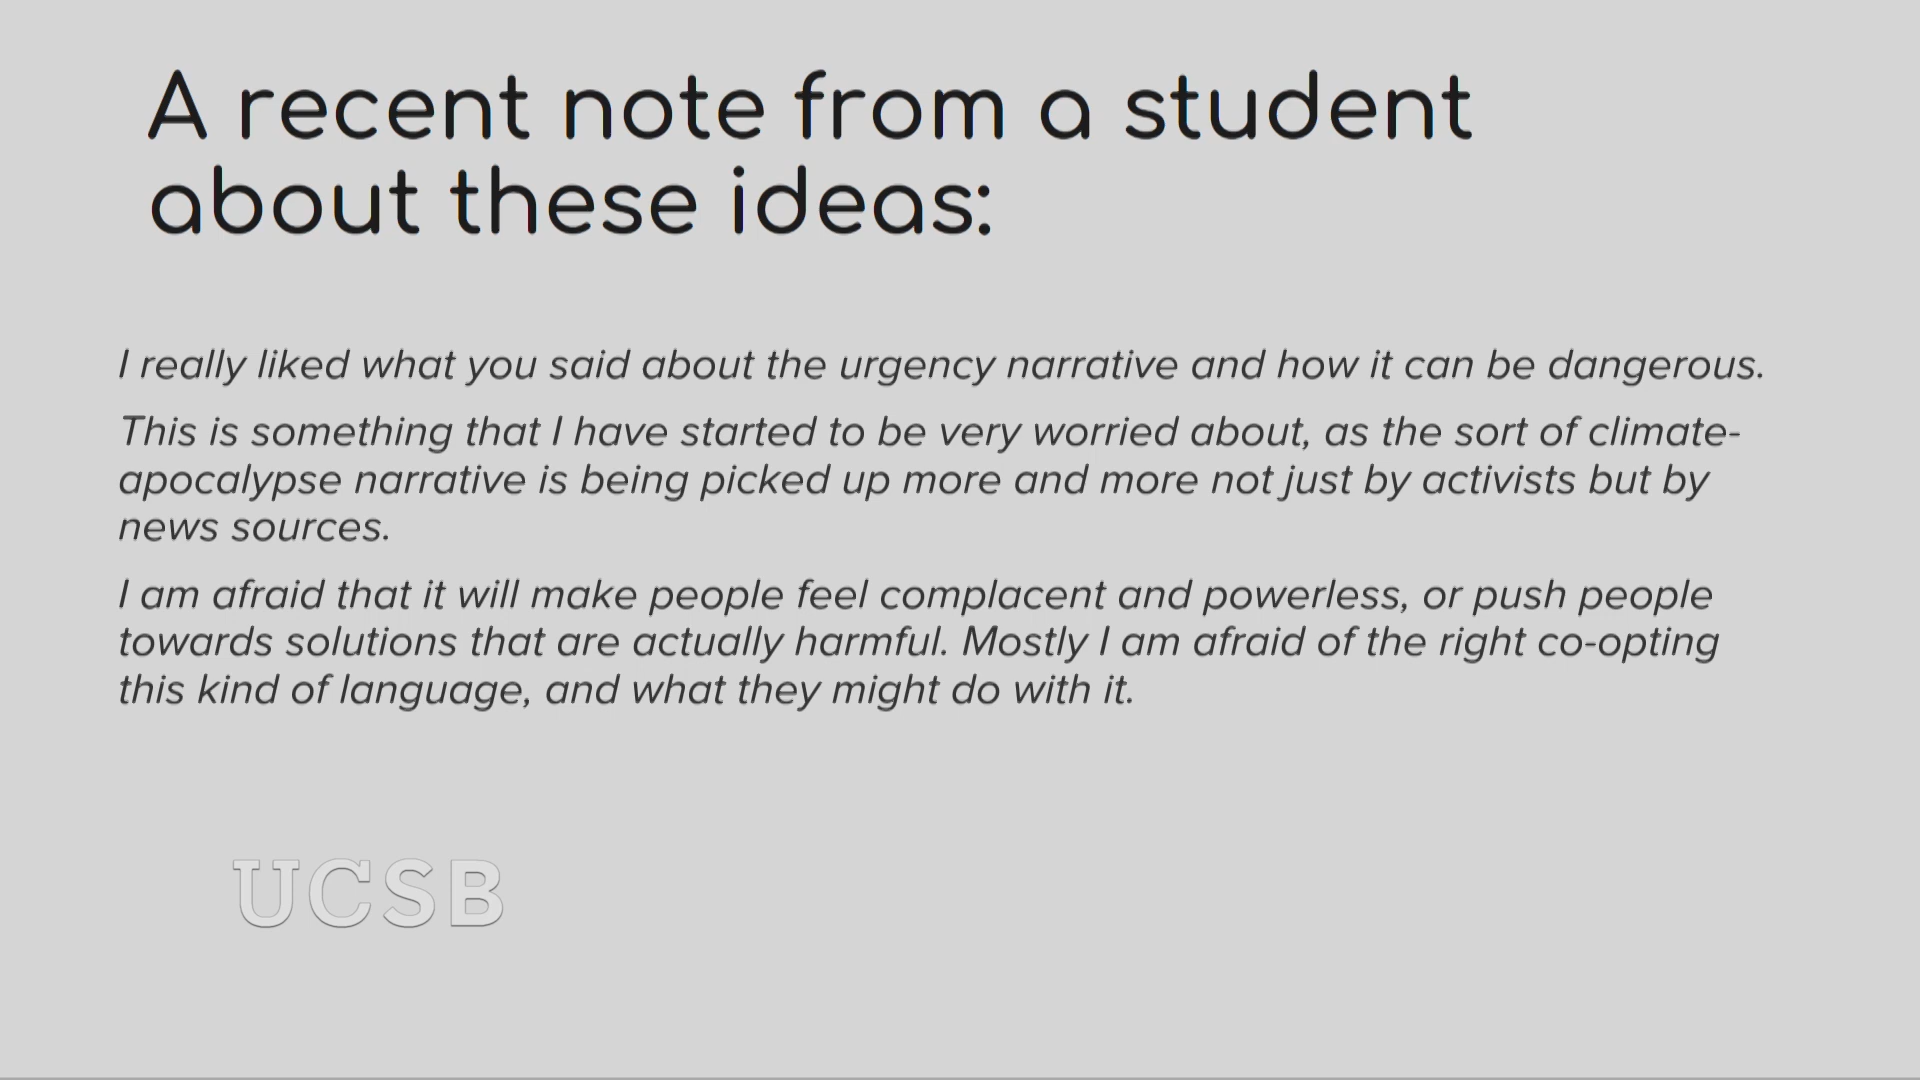 A recent note from a student
about these ideas:
I really liked what you said about the urgency narrative and how it can be dangerous.
This is something that I have started to be very worried about, as the sort of climate-
apocalypse narrative is being picked up more and more not just by activists but by
news sources.
I am afraid that it will make people feel complacent and powerless, or push people
towards solutions that are actually harmful. Mostly I am afraid of the right co-opting
this kind of language, and what they might do with it.
UCSB